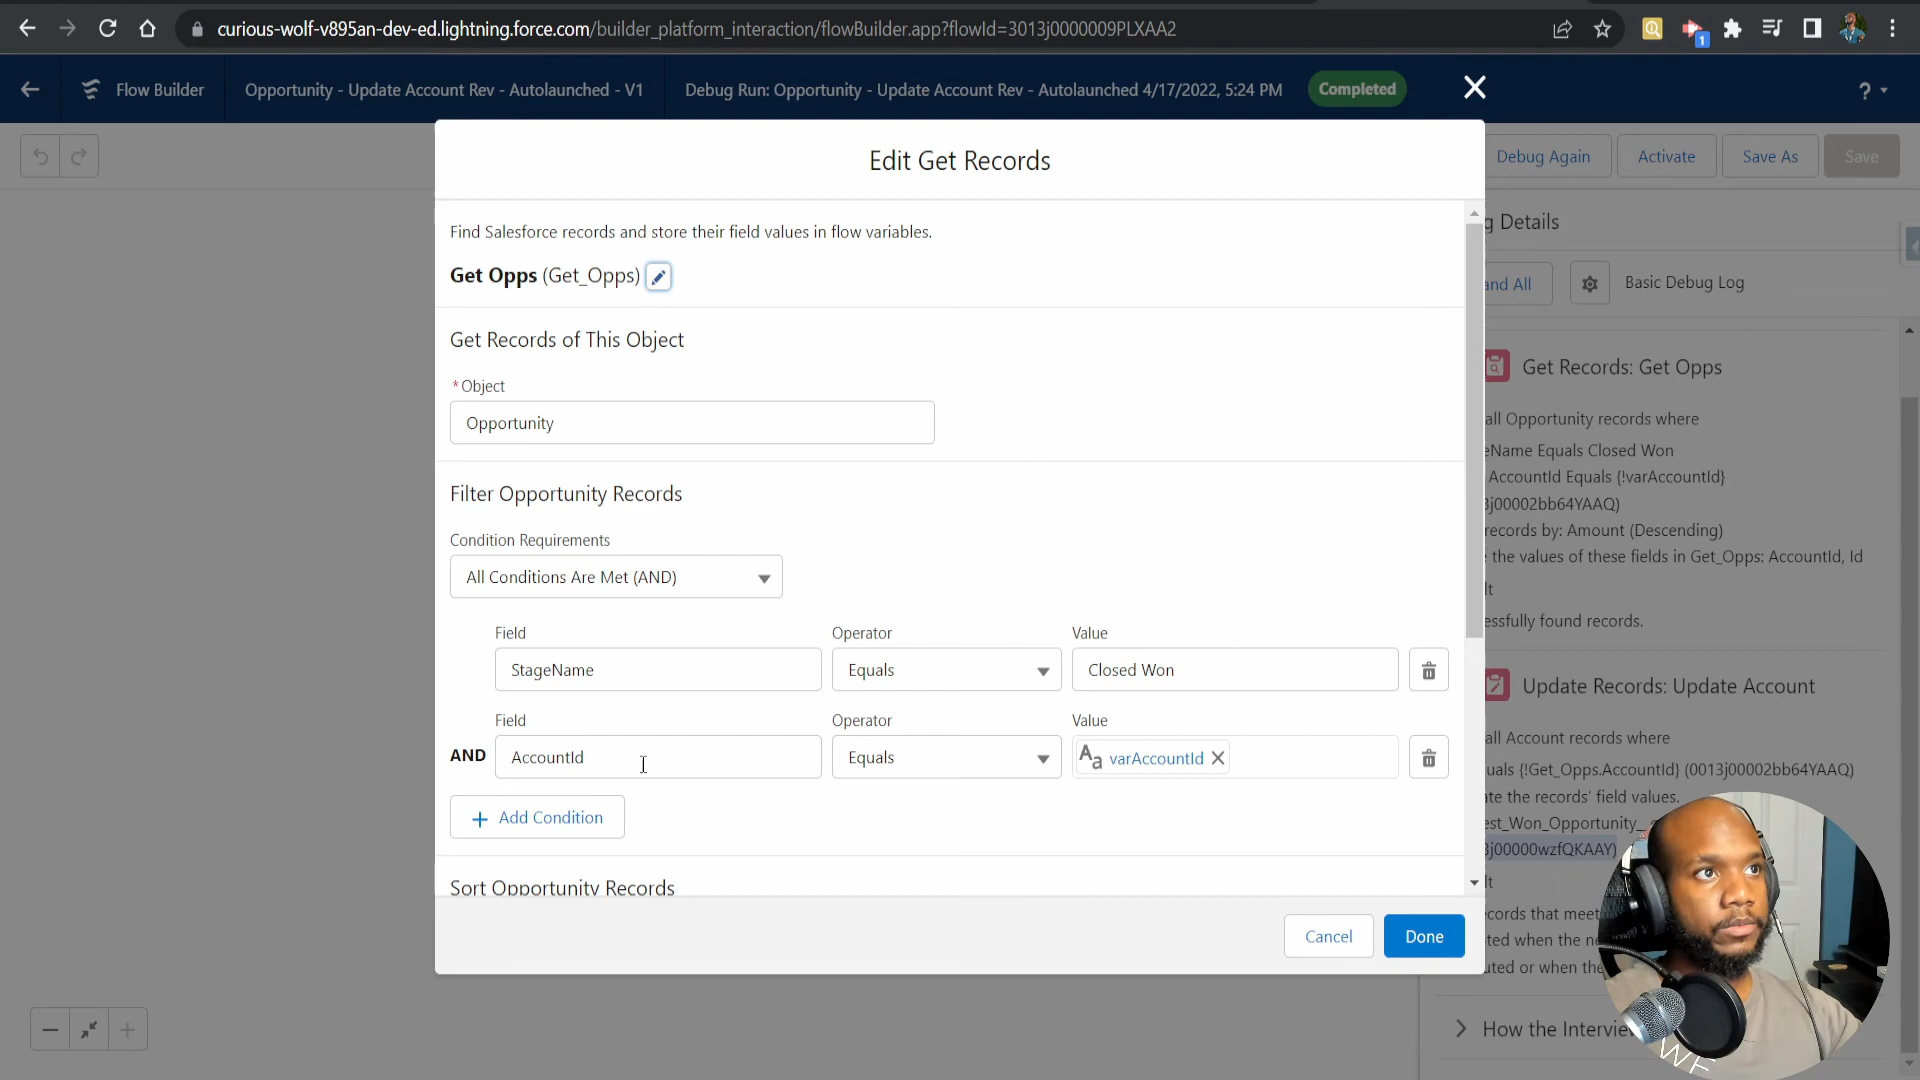 curious-wolf-v895an-dev-ed.lightning.force.com/builder_platform_interaction/flowBuilder.app?flowId=3013j0000009PLXAA2
1
Flow Builder
Opportunity - Update Account Rev - Autolaunched - V1
Debug Run: Opportunity - Update Account Rev - Autolaunched 4/17/2022, 5:24 PM
Completed
?
Edit Get Records
Debug Again
Activate
Save As
Save
Find Salesforce records and store their field values in flow variables.
g Details
Get Opps (Get_Opps)
and All
Basic Debug Log
Get Records of This Object
*Object
Opportunity
Get Records: Get Opps
all Opportunity records where
eName Equals Closed Won
AccountId Equals {!varAccountId}
3j00002bb64YAAQ)
records by: Amount (Descending)
e the values of these fields in Get_Opps: AccountId, Id
lt
essfully found records.
Filter Opportunity Records
Condition Requirements
All Conditions Are Met (AND)
Field
Operator
Value
StageName
Equals
Closed Won
Field
Operator
Value
AND
AccountId
Equals
Aa varAccountId
+ Add Condition
Sort Opportunity Records
Cancel
Done
Update Records: Update Account
all Account records where
uals {!Get_Opps.AccountId} (0013j00002bb64YAAQ)
ate the records' field values.
est_Won_Opportunity_
3j00000wzfQKAAY)
lt
cords that meet
ted when the
uted or when the
How the Intervie